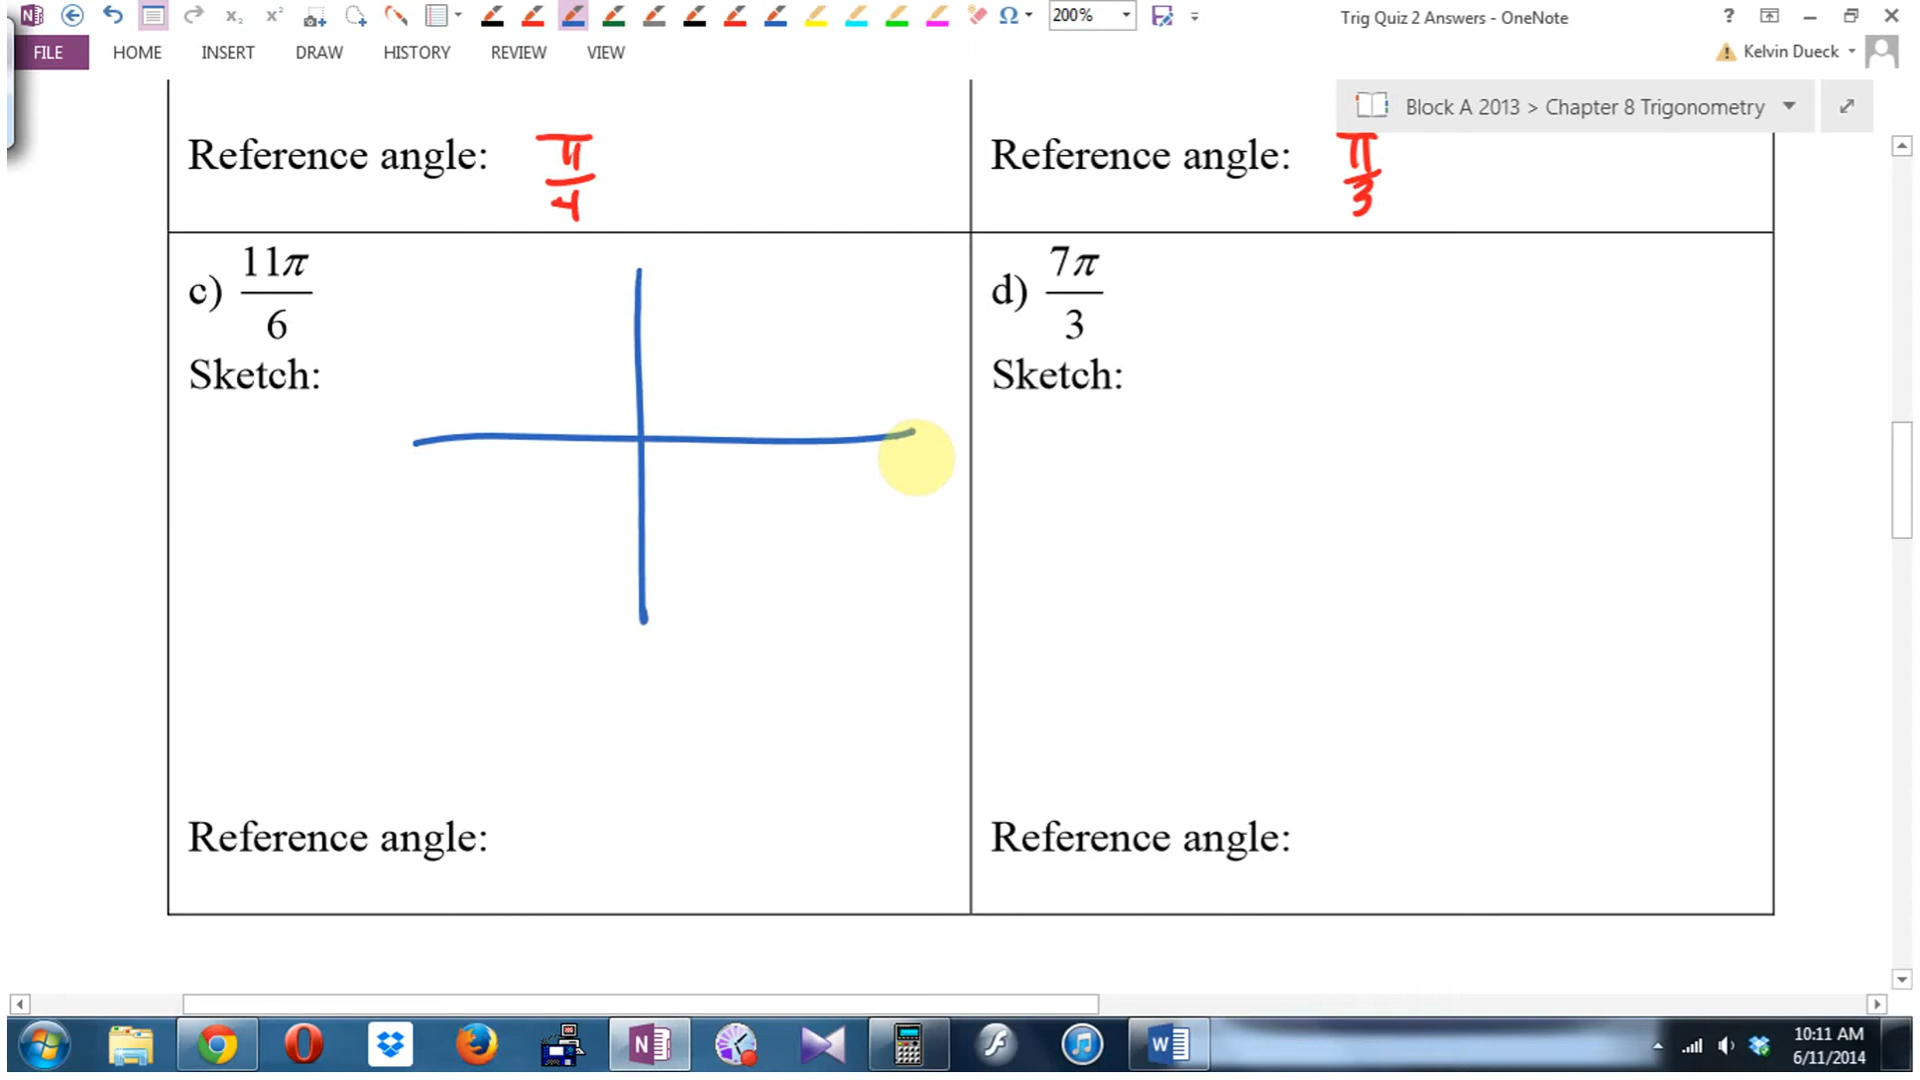 200%
Trig Quiz 2 Answers - OneNote
FILE HOME INSERT DRAW HISTORY REVIEW VIEW
Kelvin Dueck
Block A 2013 > Chapter 8 Trigonometry
Reference angle: π/4
Reference angle: π/3
c) 11π/6
Sketch:
Reference angle:
d) 7π/3
Sketch:
Reference angle:
10:11 AM
6/11/2014